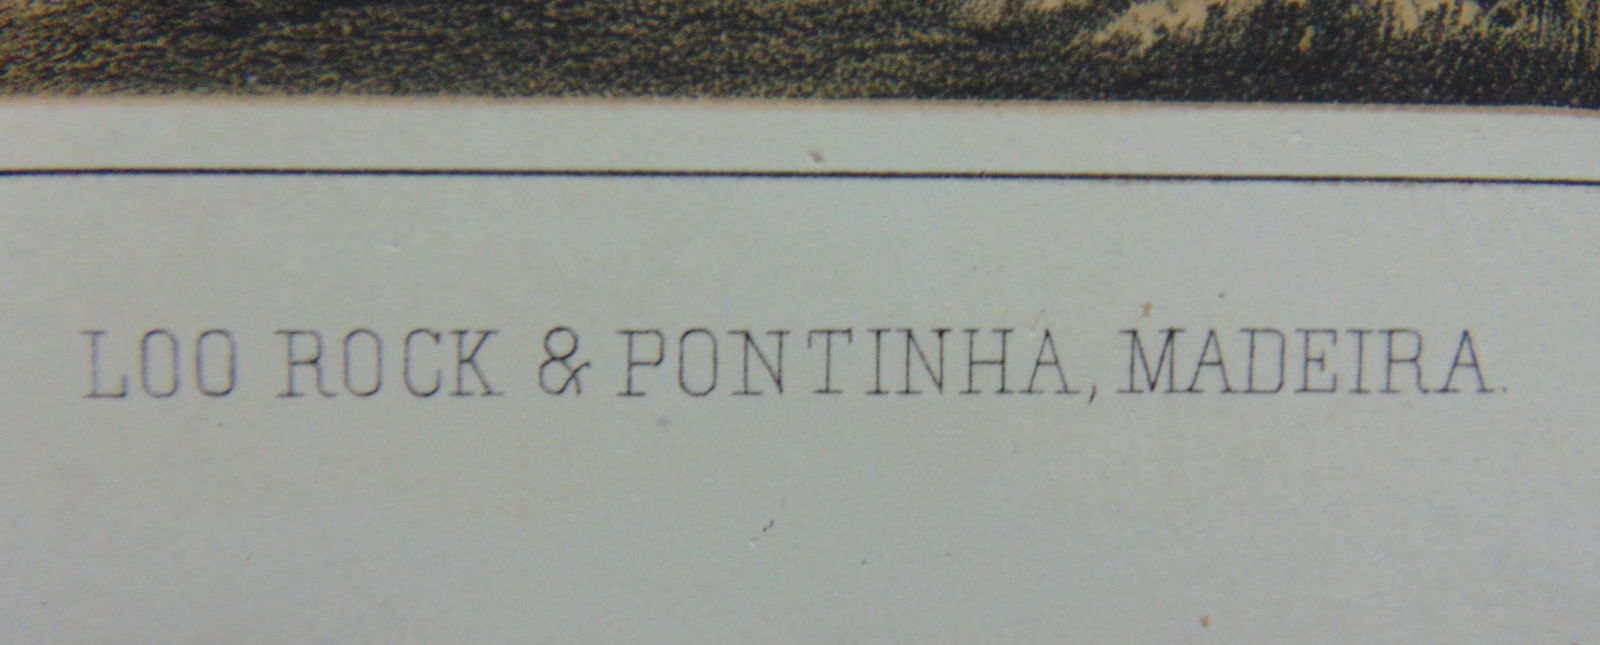 LOO ROCK & PONTINHA, MADEIRA.